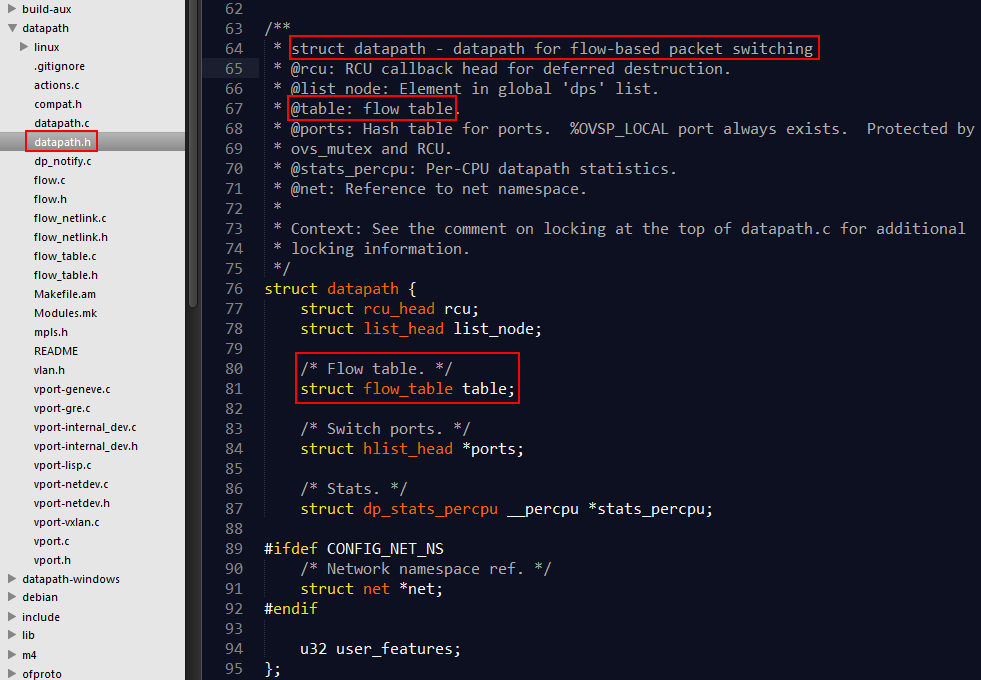 build-aux
datapath
linux
.gitignore
actions.c
compat.h
datapath.c
datapath.h
dp_notify.c
flow.c
flow.h
flow_netlink.c
flow_netlink.h
flow_table.c
flow_table.h
Makefile.am
Modules.mk
mpls.h
README
vlan.h
vport-geneve.c
vport-gre.c
vport-internal_dev.c
vport-internal_dev.h
vport-lisp.c
vport-netdev.c
vport-netdev.h
vport-vxlan.c
vport.c
vport.h
datapath-windows
debian
include
lib
m4
ofproto
62
63 /**
64 * struct datapath - datapath for flow-based packet switching
65 * @rcu: RCU callback head for deferred destruction.
66 * @list_node: Element in global 'dps' list.
67 * @table: flow table.
68 * @ports: Hash table for ports.  %OVSP_LOCAL port always exists.  Protected by
69 * ovs_mutex and RCU.
70 * @stats_percpu: Per-CPU datapath statistics.
71 * @net: Reference to net namespace.
72 *
73 * Context: See the comment on locking at the top of datapath.c for additional
74 * locking information.
75 */
76 struct datapath {
77     struct rcu_head rcu;
78     struct list_head list_node;
79
80     /* Flow table. */
81     struct flow_table table;
82
83     /* Switch ports. */
84     struct hlist_head *ports;
85
86     /* Stats. */
87     struct dp_stats_percpu __percpu *stats_percpu;
88
89 #ifdef CONFIG_NET_NS
90     /* Network namespace ref. */
91     struct net *net;
92 #endif
93
94     u32 user_features;
95 };